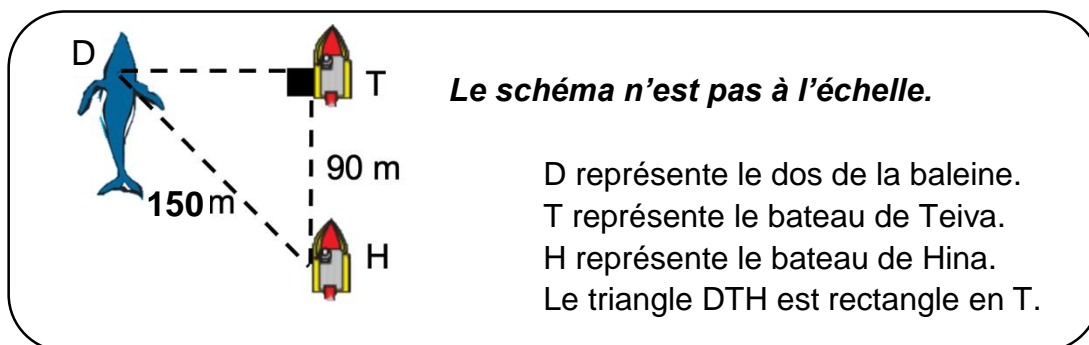 D
T
Le schéma n'est pas à l'échelle.
90 m
150 m
H
D représente le dos de la baleine.
T représente le bateau de Teiva.
H représente le bateau de Hina.
Le triangle DTH est rectangle en T.